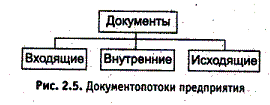 Документы
Входящие Внутренние Исходящие
Рис. 2.5. Документопотоки предприятия